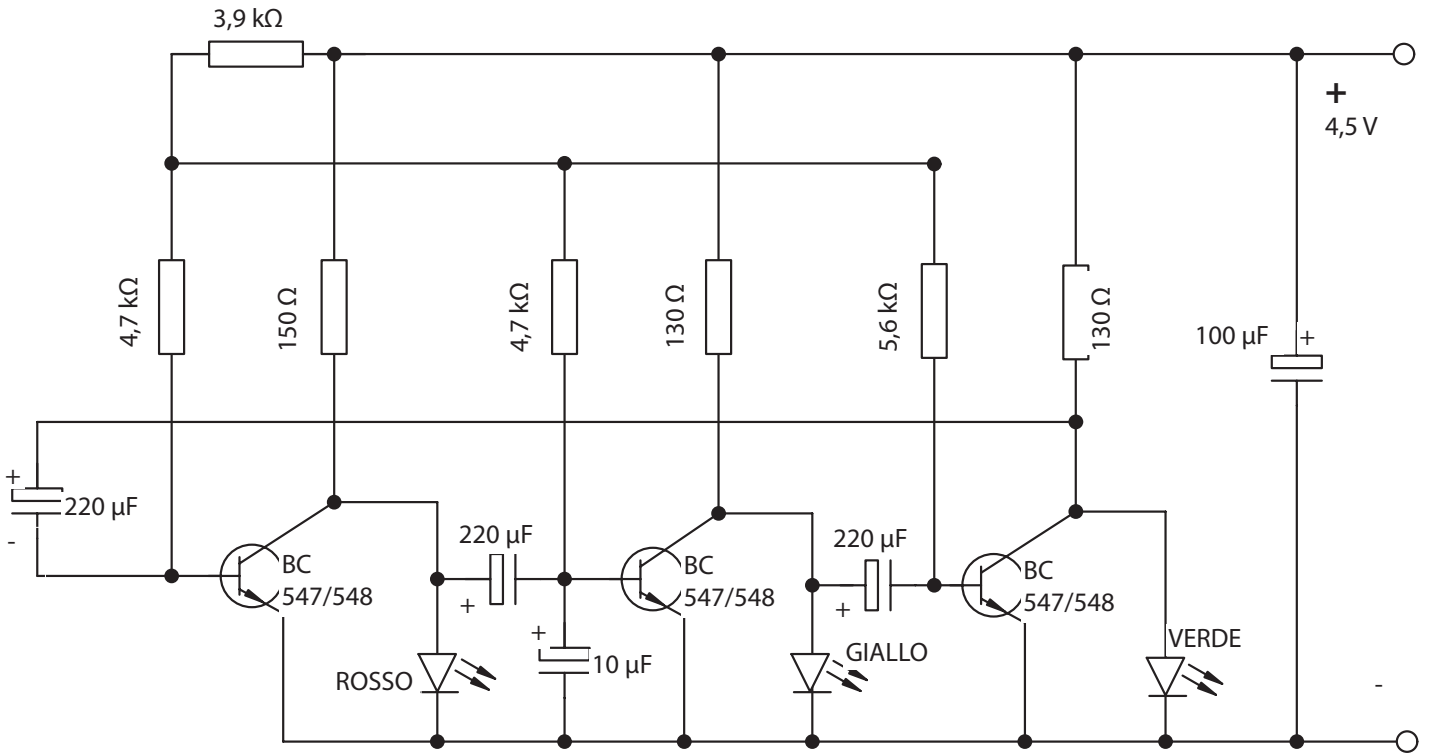 3,9 kΩ
+
4,5 V
4,7 kΩ
150 Ω
4,7 kΩ
130 Ω
5,6 kΩ
130 Ω
100 µF
+
+
220 µF
-
BC
547/548
220 µF
+
+
10 µF
ROSSO
BC
547/548
220 µF
+
GIALLO
BC
547/548
VERDE
-